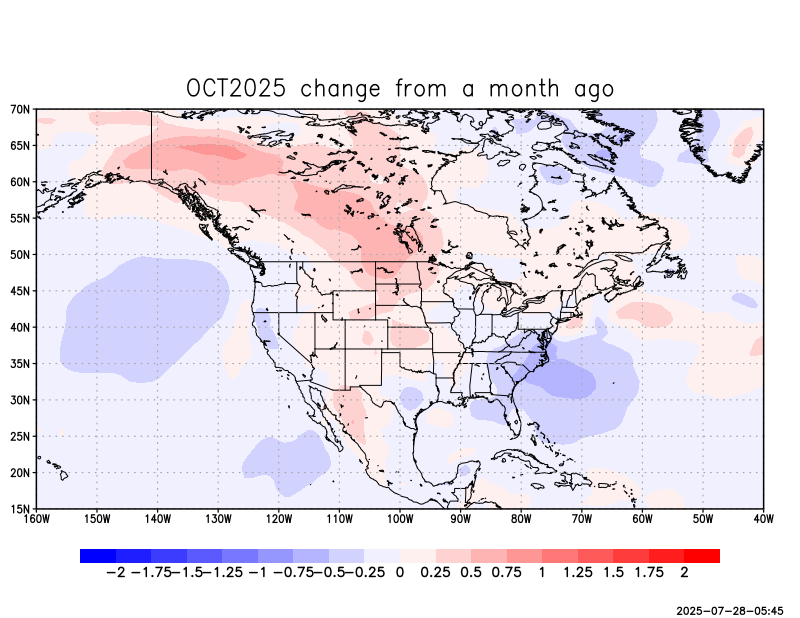 OCT2025 change from a month ago
70N
65N
60N
55N
50N
45N
40N
35N
30N
25N
20N
15N
160W 150W 140W 130W 120W 110W 100W 90W 80W 70W 60W 50W 40W
-2 -1.75 -1.5 -1.25 -1 -0.75 -0.5 -0.25 0 0.25 0.5 0.75 1 1.25 1.5 1.75 2
2025-07-28-05:45